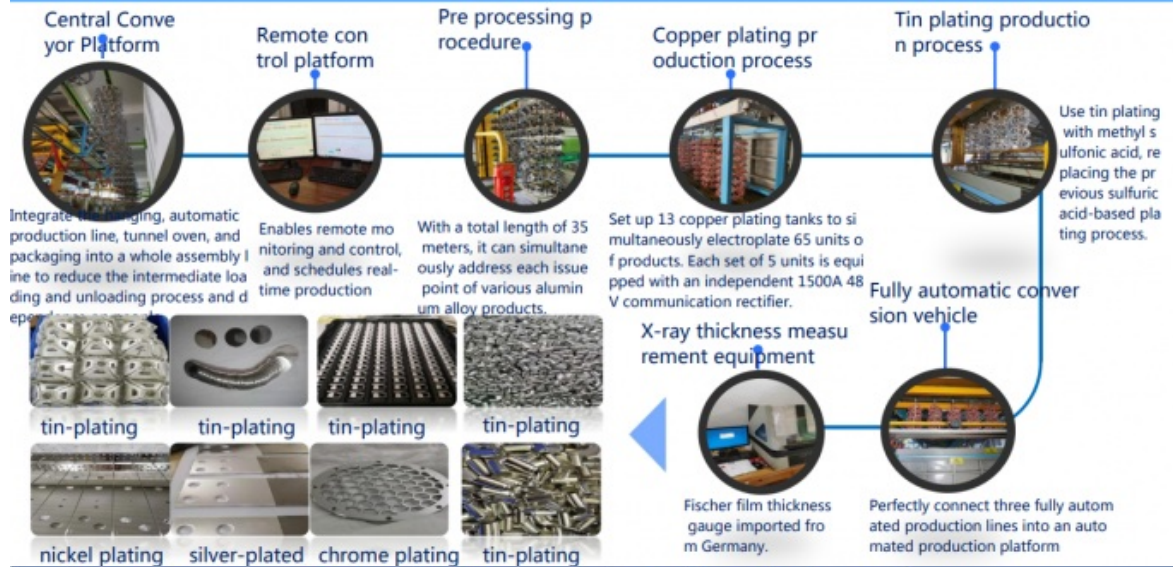 Central Conve
yor Platform
Remote con
trol platform
Pre processing p
rocedure
Copper plating pr
oduction process
Tin plating productio
n process
Integrate the hanging, automatic
production line, tunnel oven, and
packaging into a whole assembly l
ine to reduce the intermediate loa
ding and unloading process and d
Enables remote mo
nitoring and control,
and schedules real-
time production
With a total length of 35
meters, it can simultane
ously address each issue
point of various alumin
um alloy products.
Set up 13 copper plating tanks to si
multaneously electroplate 65 units o
f products. Each set of 5 units is equi
pped with an independent 1500A 48
V communication rectifier.
Use tin plating
with methyl s
ulfonic acid, re
placing the pr
evious sulfuric
acid-based pla
ting process.
Fully automatic conver
sion vehicle
X-ray thickness measu
rement equipment
Fischer film thickness
gauge imported fro
m Germany.
Perfectly connect three fully autom
ated production lines into an auto
mated production platform
tin-plating
tin-plating
tin-plating
tin-plating
nickel plating
silver-plated
chrome plating
tin-plating